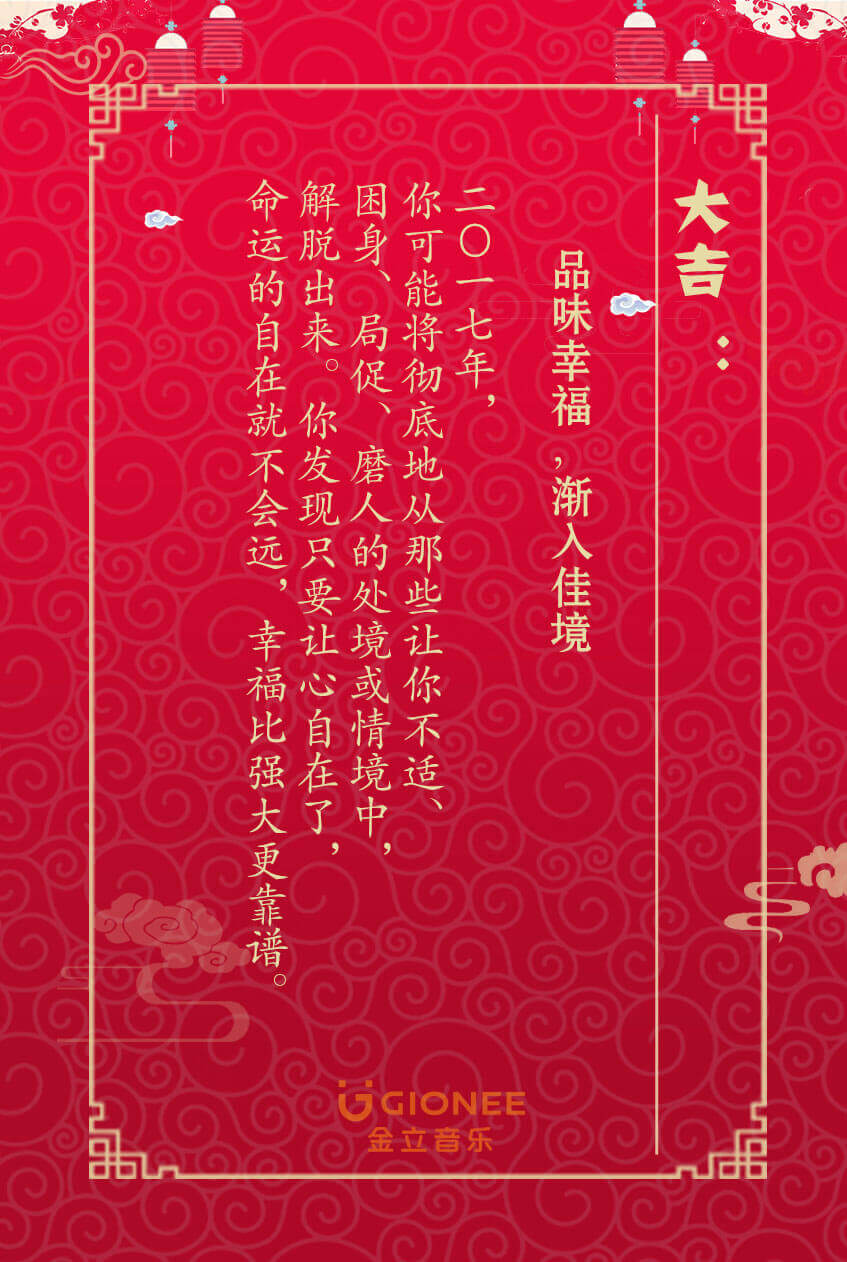 大吉：
品味幸福,渐入佳境
二〇一七年，
你可能将彻底地从那些让你不适、
困身、局促、磨人的处境或情境中，
解脱出来。你发现只要让心自在了，
命运的自在就不会远，幸福比强大更靠谱。
GIONEE
金立音乐